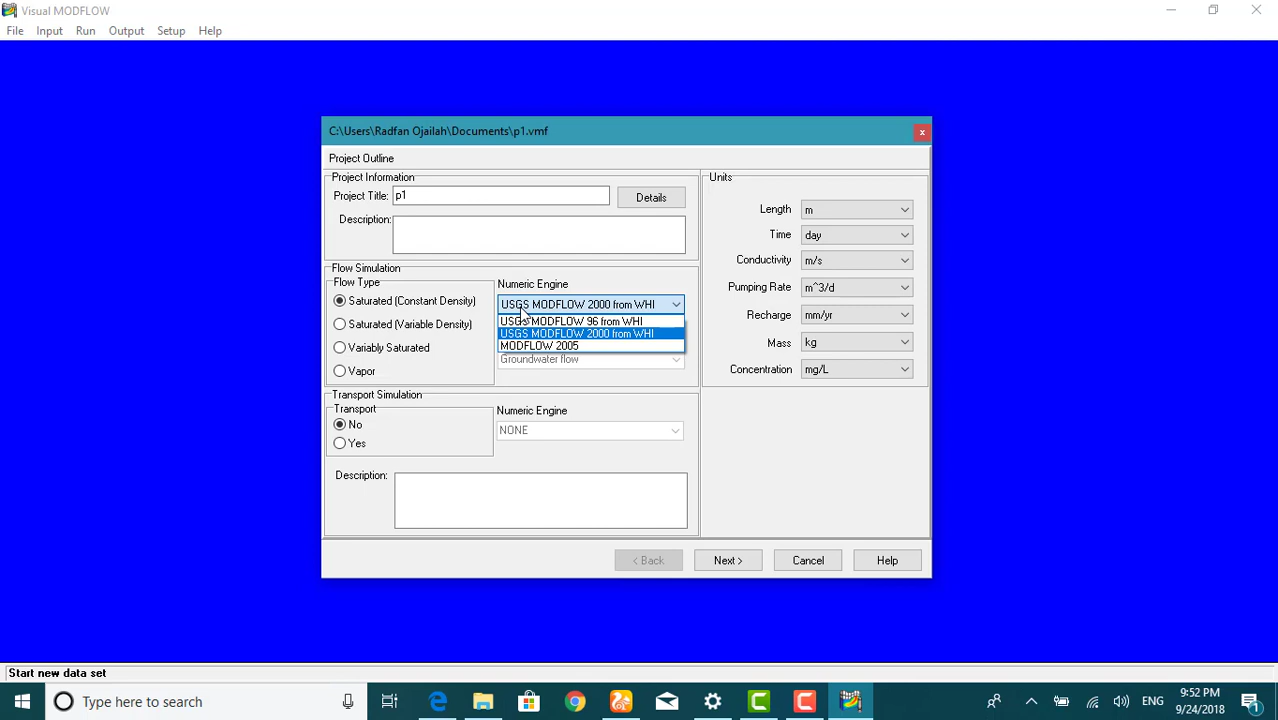 Visual MODFLOW
File Input Run Output Setup Help
C:\Users\Radfan Ojailah\Documents\p1.vmf
x
Project Outline
Project Information
Project Title: p1
Details
Description:
Flow Simulation
Flow Type
Saturated (Constant Density)
Saturated (Variable Density)
Variably Saturated
Vapor
Numeric Engine
USGS MODFLOW 2000 from WHI
USGS MODFLOW 96 from WHI
USGS MODFLOW 2000 from WHI
MODFLOW 2005
Groundwater flow
Transport Simulation
Transport
No
Yes
Numeric Engine
NONE
Description:
Units
Length m
Time day
Conductivity m/s
Pumping Rate m^3/d
Recharge mm/yr
Mass kg
Concentration mg/L
< Back Next > Cancel Help
Start new data set
Type here to search
ENG
9:52 PM
9/24/2018
1